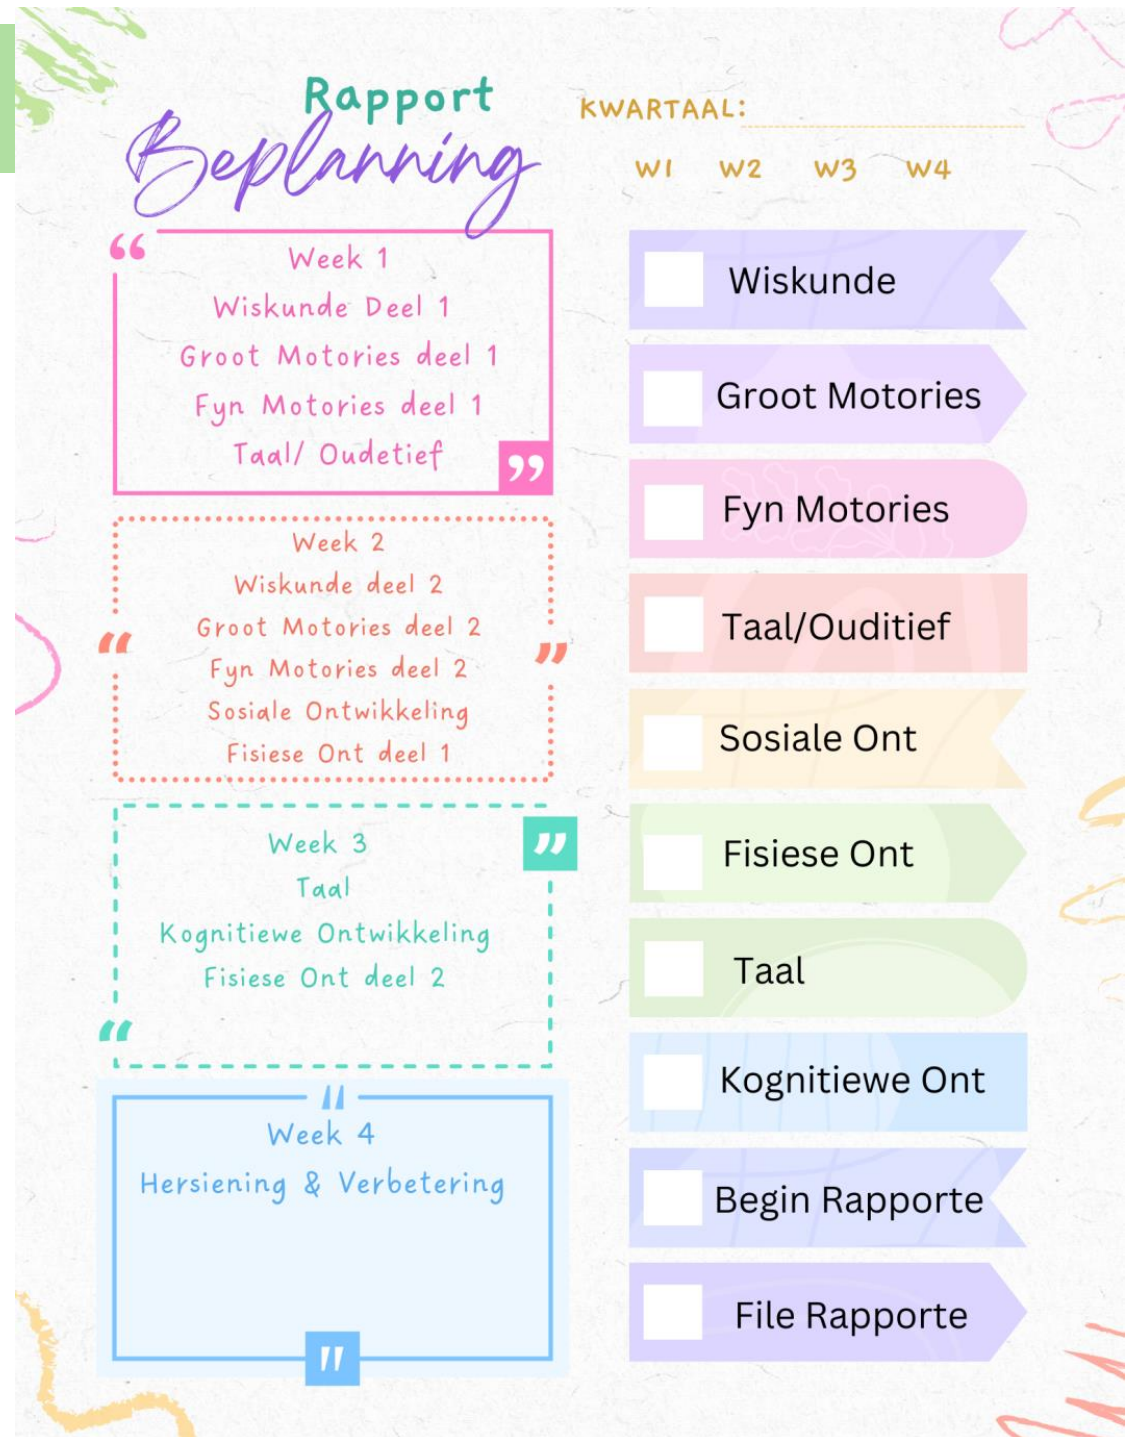 Rapport
Beplanning
KWARTAAL:
W1 W2 W3 W4
Week 1
Wiskunde Deel 1
Groot Motories deel 1
Fyn Motories deel 1
Taal/ Oudetief
Week 2
Wiskunde deel 2
Groot Motories deel 2
Fyn Motories deel 2
Sosiale Ontwikkeling
Fisiese Ont deel 1
Week 3
Taal
Kognitiewe Ontwikkeling
Fisiese Ont deel 2
Week 4
Hersiening & Verbetering
Wiskunde
Groot Motories
Fyn Motories
Taal/Ouditief
Sosiale Ont
Fisiese Ont
Taal
Kognitiewe Ont
Begin Rapporte
File Rapporte